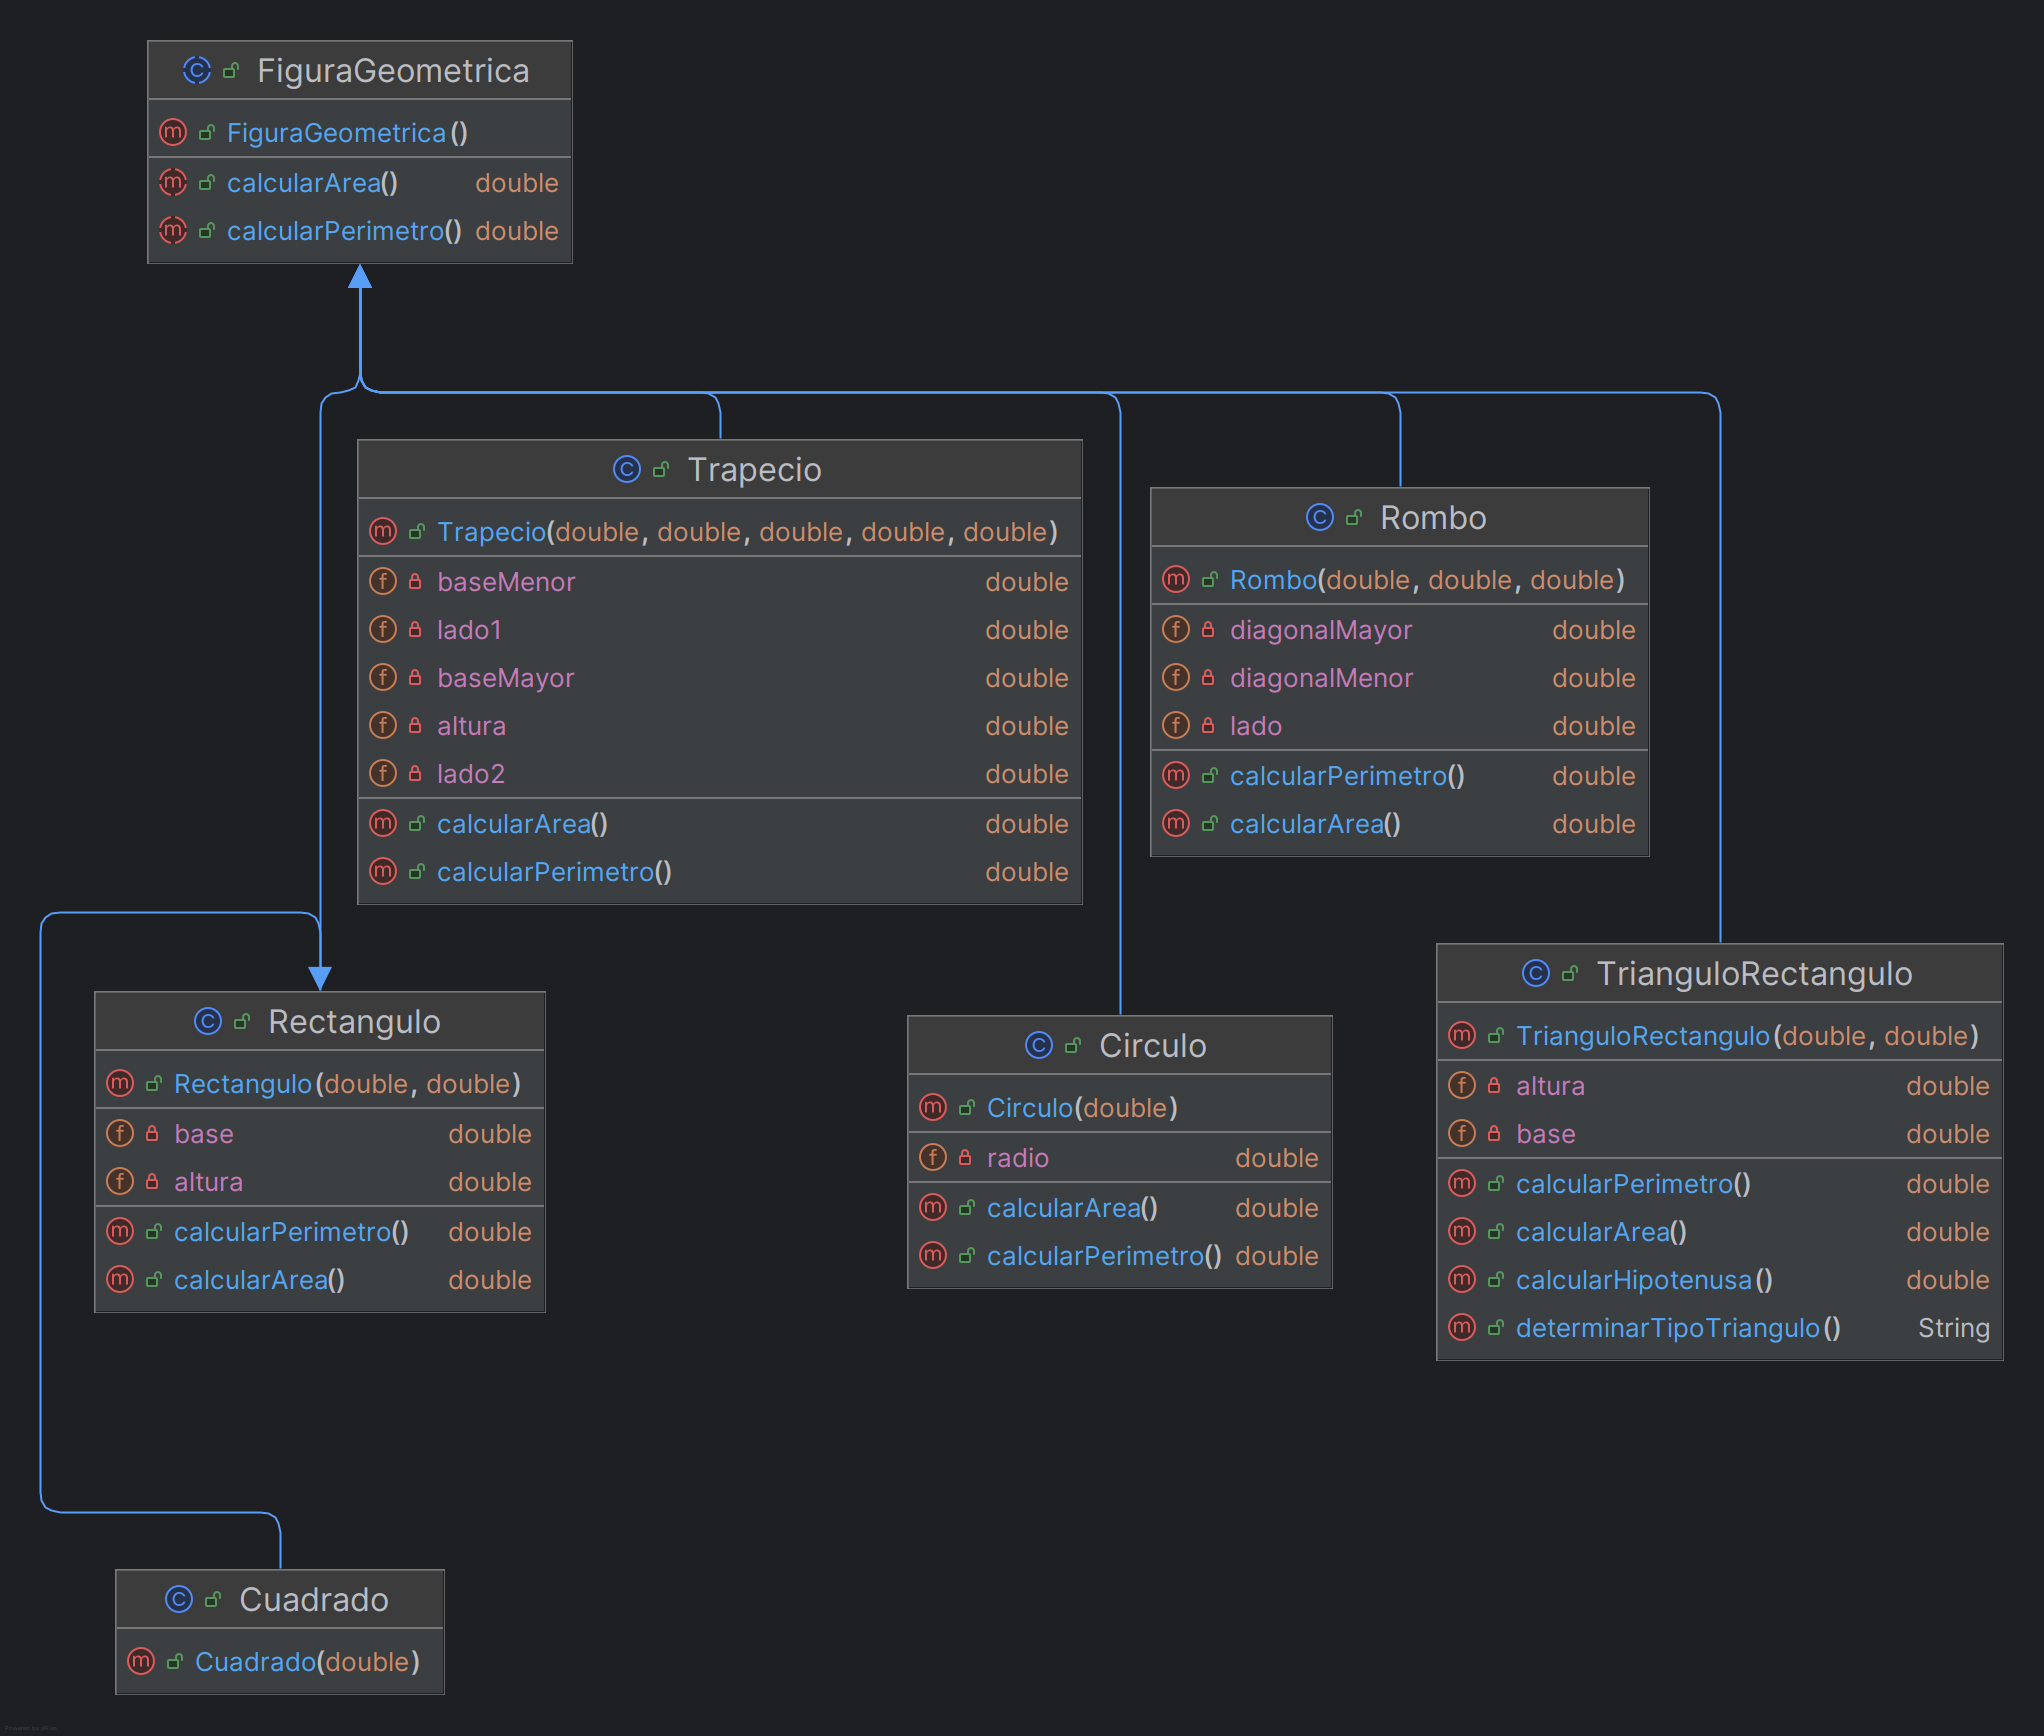 FiguraGeometrica
FiguraGeometrica()
calcularArea() double
calcularPerimetro() double
Trapecio
Trapecio(double, double, double, double, double)
baseMenor double
lado1 double
baseMayor double
altura double
lado2 double
calcularArea() double
calcularPerimetro() double
Rombo
Rombo(double, double, double)
diagonalMayor double
diagonalMenor double
lado double
calcularPerimetro() double
calcularArea() double
Rectangulo
Rectangulo(double, double)
base double
altura double
calcularPerimetro() double
calcularArea() double
Circulo
Circulo(double)
radio double
calcularArea() double
calcularPerimetro() double
TrianguloRectangulo
TrianguloRectangulo(double, double)
altura double
base double
calcularPerimetro() double
calcularArea() double
calcularHipotenusa() double
determinarTipoTriangulo() String
Cuadrado
Cuadrado(double)
Powered by yFiles